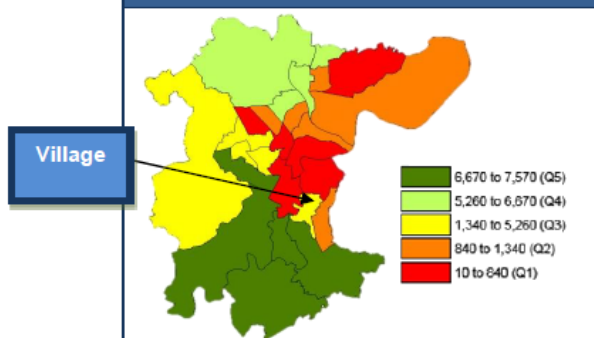 Village
6,670 to 7,570 (Q5)
5,260 to 6,670 (Q4)
1,340 to 5,260 (Q3)
840 to 1,340 (Q2)
10 to 840 (Q1)